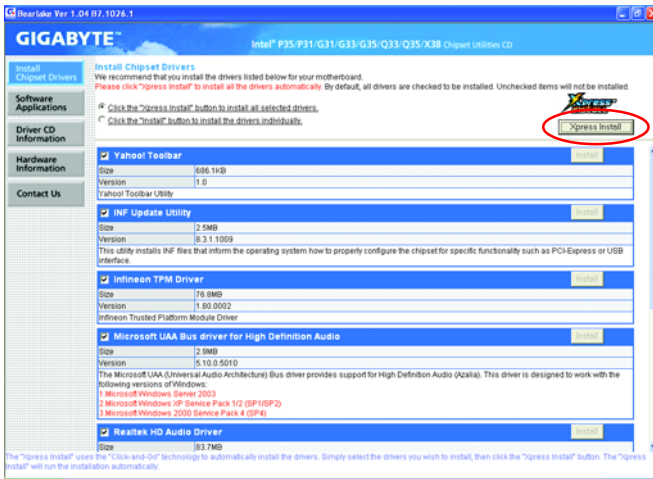 Bearlake Ver 1.04 B7.1026.1
GIGABYTE™
Intel® P35/P31/G31/G33/G35/Q33/Q35/X38 Chipset Utilities CD
Install
Chipset Drivers
Software
Applications
Driver CD
Information
Hardware
Information
Contact Us
Install Chipset Drivers
We recommend that you install the drivers listed below for your motherboard.
Please click "Xpress Install" to install all the drivers automatically. By default, all drivers are checked to be installed. Unchecked items will not be installed.
Click the "Xpress Install" button to install all selected drivers.
Click the "Install" button to install the drivers individually.
Xpress
Xpress Install
Yahoo! Toolbar
Install
Size 686.1KB
Version 1.0
Yahoo! Toolbar Utility
INF Update Utility
Install
Size 2.5MB
Version 8.3.1.1009
This utility installs INF files that inform the operating system how to properly configure the chipset for specific functionality such as PCI-Express or USB
interface.
Infineon TPM Driver
Install
Size 76.8MB
Version 1.80.0002
Infineon Trusted Platform Module Driver
Microsoft UAA Bus driver for High Definition Audio
Install
Size 2.9MB
Version 5.10.0.5010
The Microsoft UAA (Universal Audio Architecture) Bus driver provides support for High Definition Audio (Azalia). This driver is designed to work with the
following versions of Windows:
1.Microsoft Windows Server 2003
2.Microsoft Windows XP Service Pack 1/2 (SP1/SP2)
3.Microsoft Windows 2000 Service Pack 4 (SP4)
Realtek HD Audio Driver
Install
Size 83.7MB
The "Xpress Install" uses the "Click-and-Go" technology to automatically install the drivers. Simply select the drivers you wish to install, then click the "Xpress Install" button. The "Xpress
Install" will run the installation automatically.